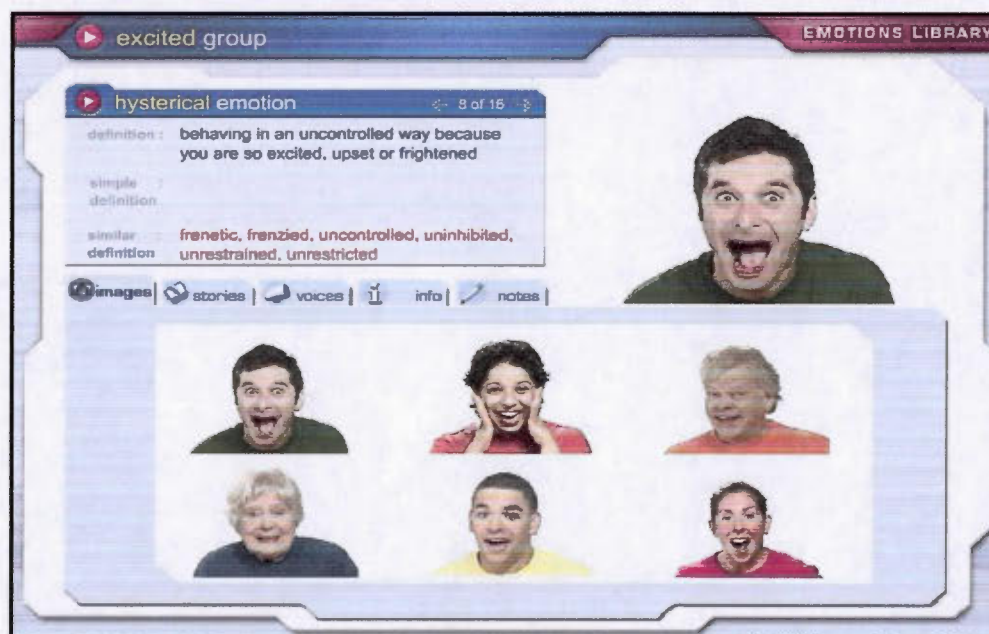 excited group
EMOTIONS LIBRARY
hysterical emotion
8 of 15
definition : behaving in an uncontrolled way because
you are so excited, upset or frightened
simple :
definition
similar : frenetic, frenzied, uncontrolled, uninhibited,
definition unrestrained, unrestricted
images | stories | voices | info | notes |